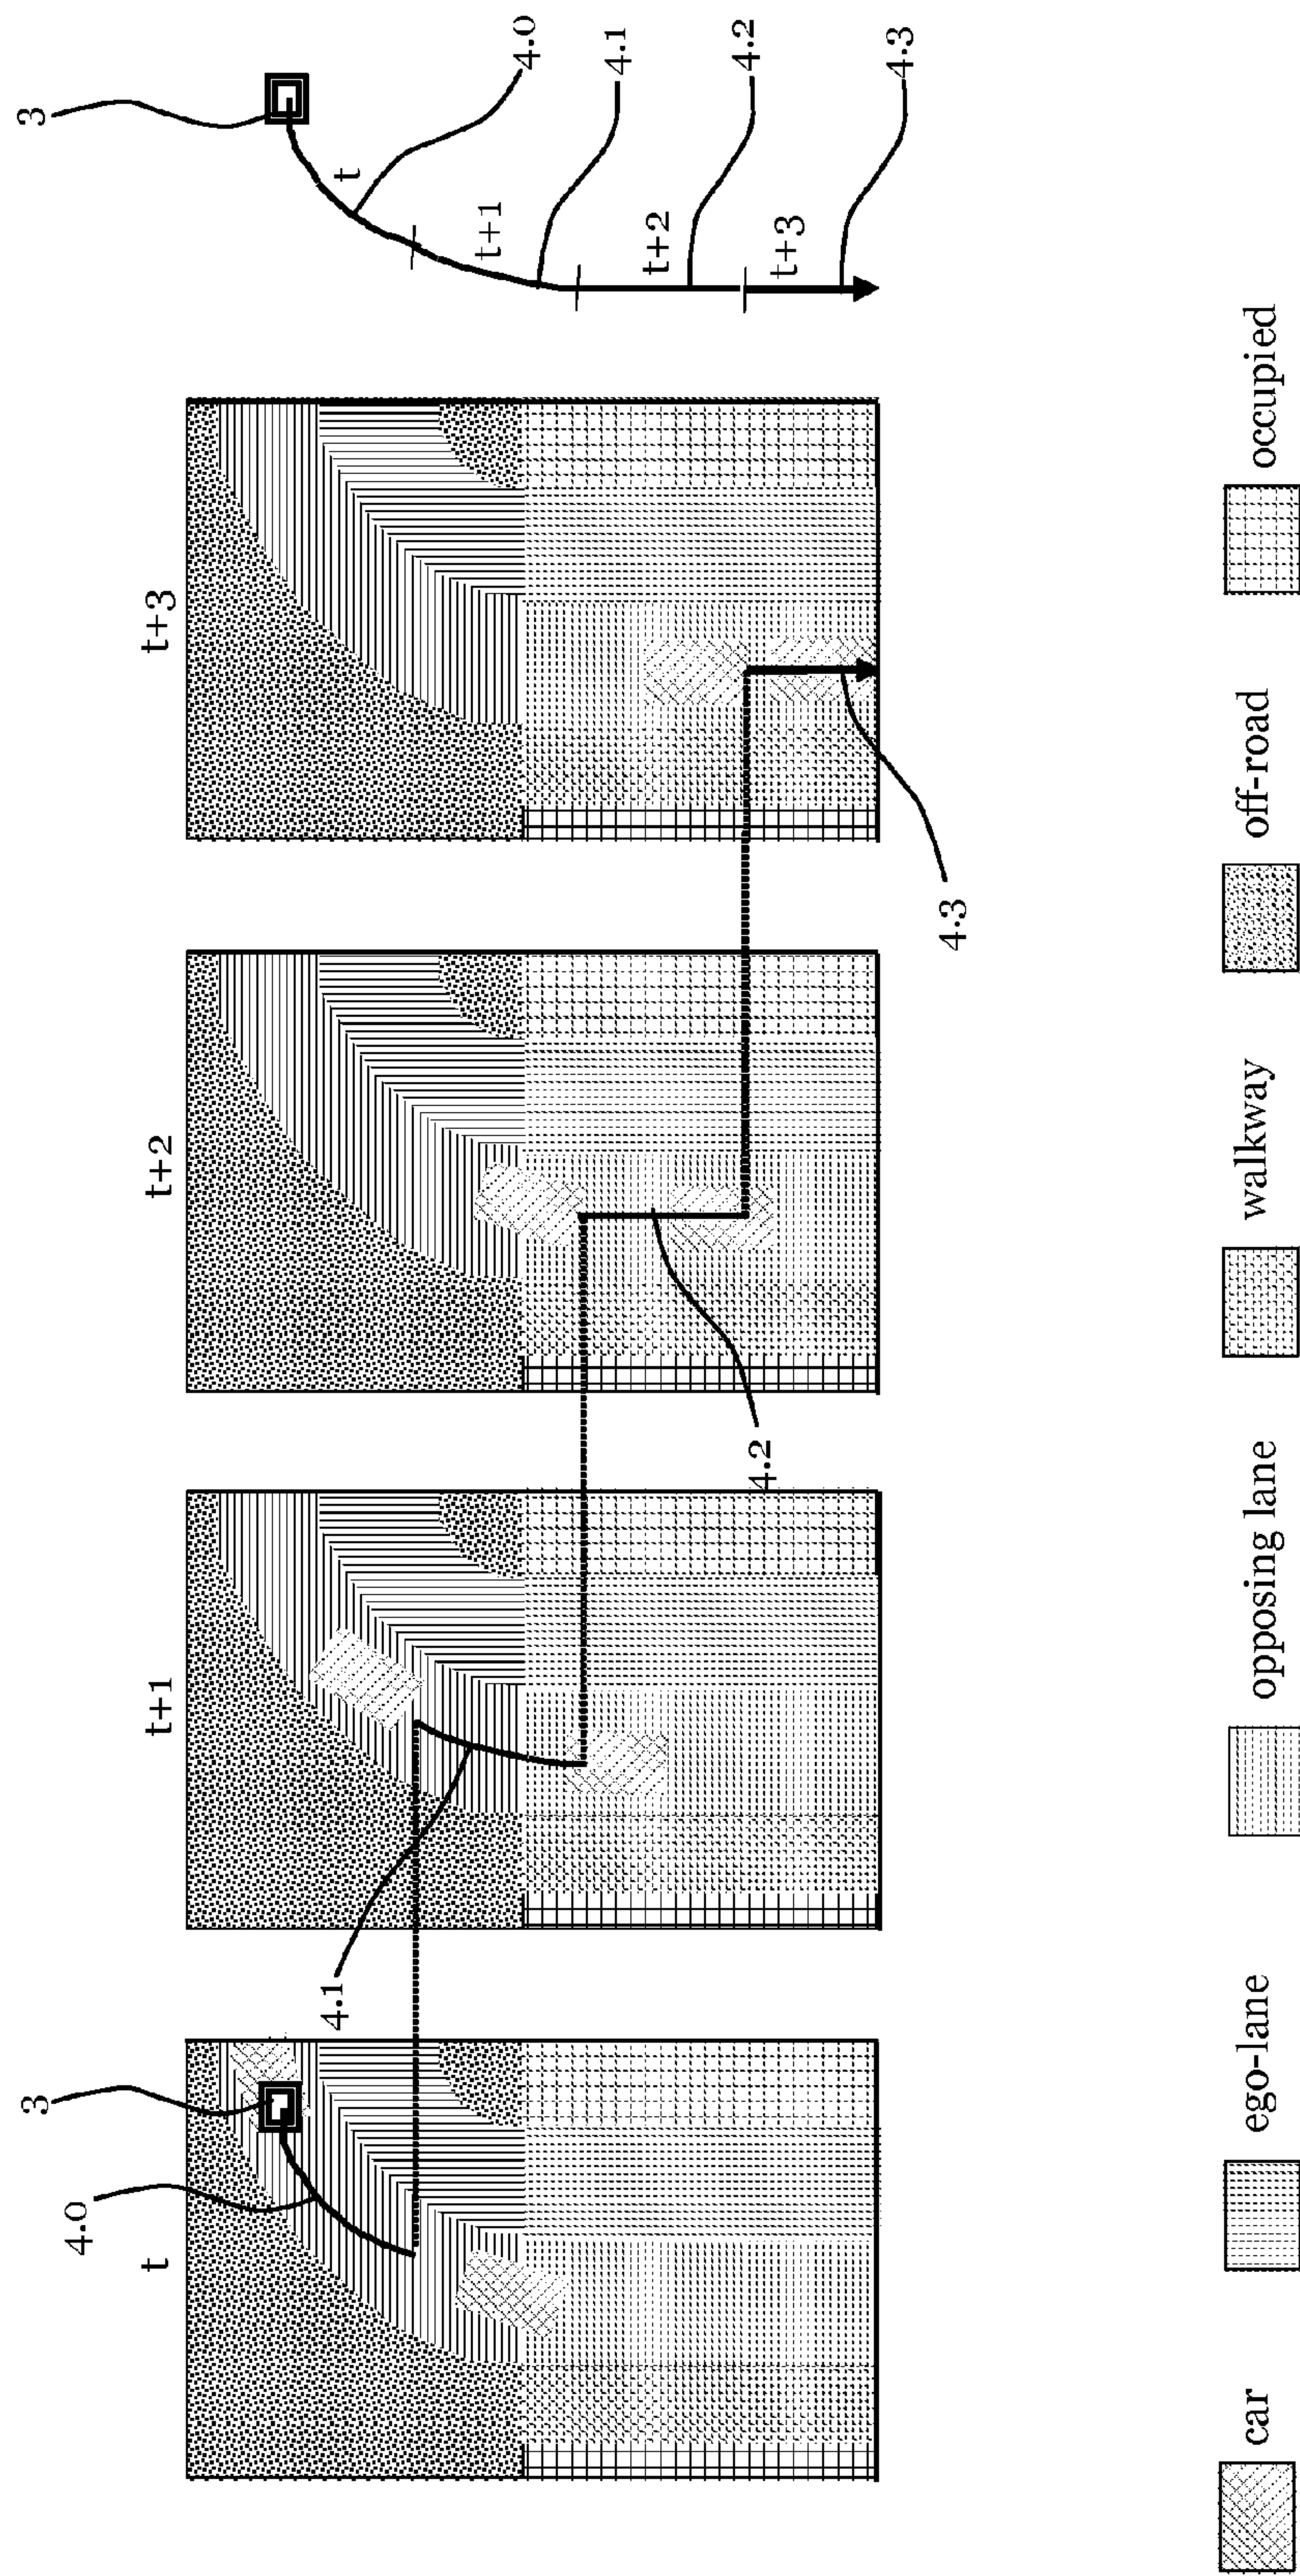 t
t+1
t+2
t+3
3
4.0
4.1
4.2
4.3
3
t
4.0
t+1
4.1
t+2
4.2
t+3
4.3
car
ego-lane
opposing lane
walkway
off-road
occupied